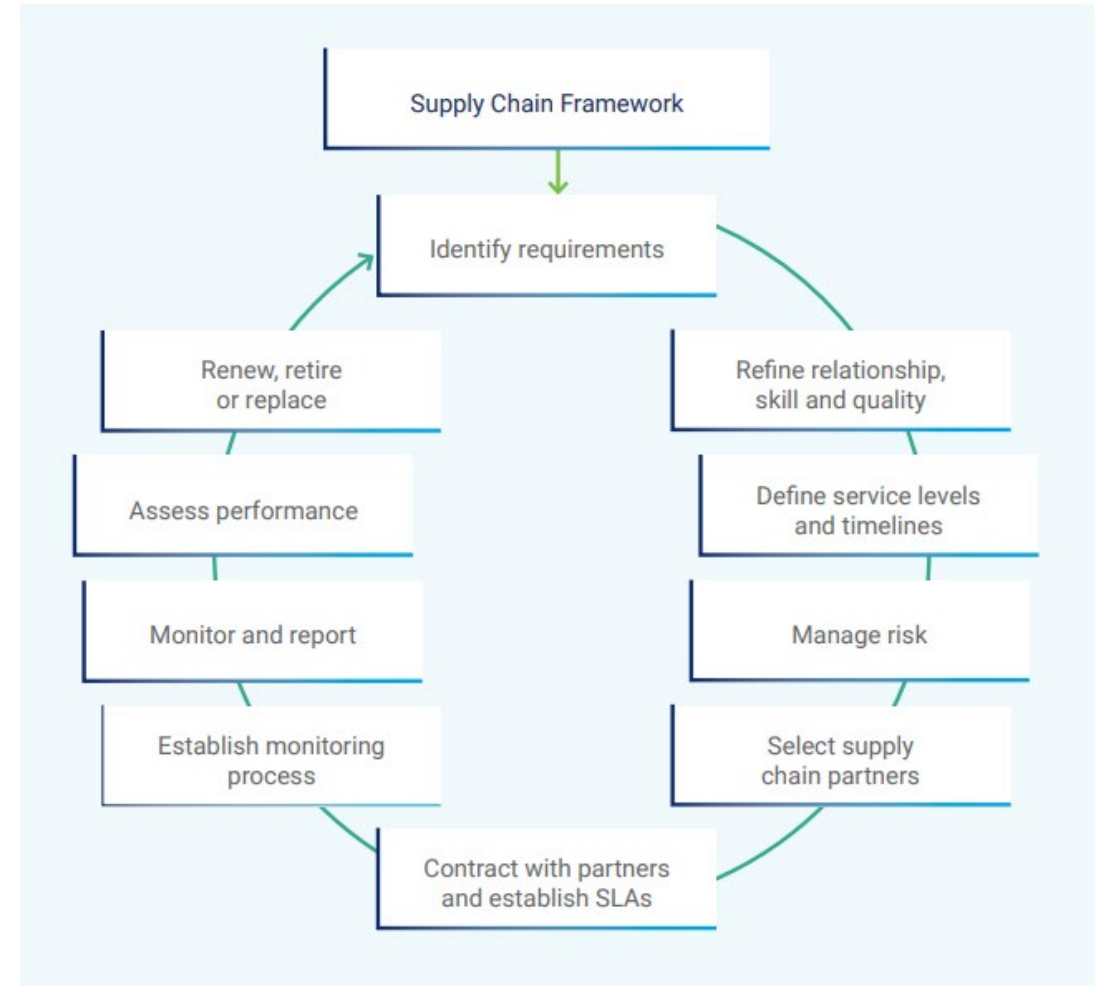 Supply Chain Framework
Identify requirements
Refine relationship,
skill and quality
Define service levels
and timelines
Manage risk
Select supply
chain partners
Contract with partners
and establish SLAs
Establish monitoring
process
Monitor and report
Assess performance
Renew, retire
or replace